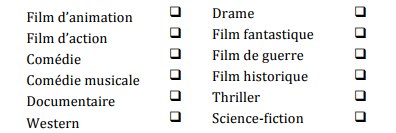 Film d'animation ❑
Film d'action ❑
Comédie ❑
Comédie musicale ❑
Documentaire ❑
Western ❑
Drame ❑
Film fantastique ❑
Film de guerre ❑
Film historique ❑
Thriller ❑
Science-fiction ❑